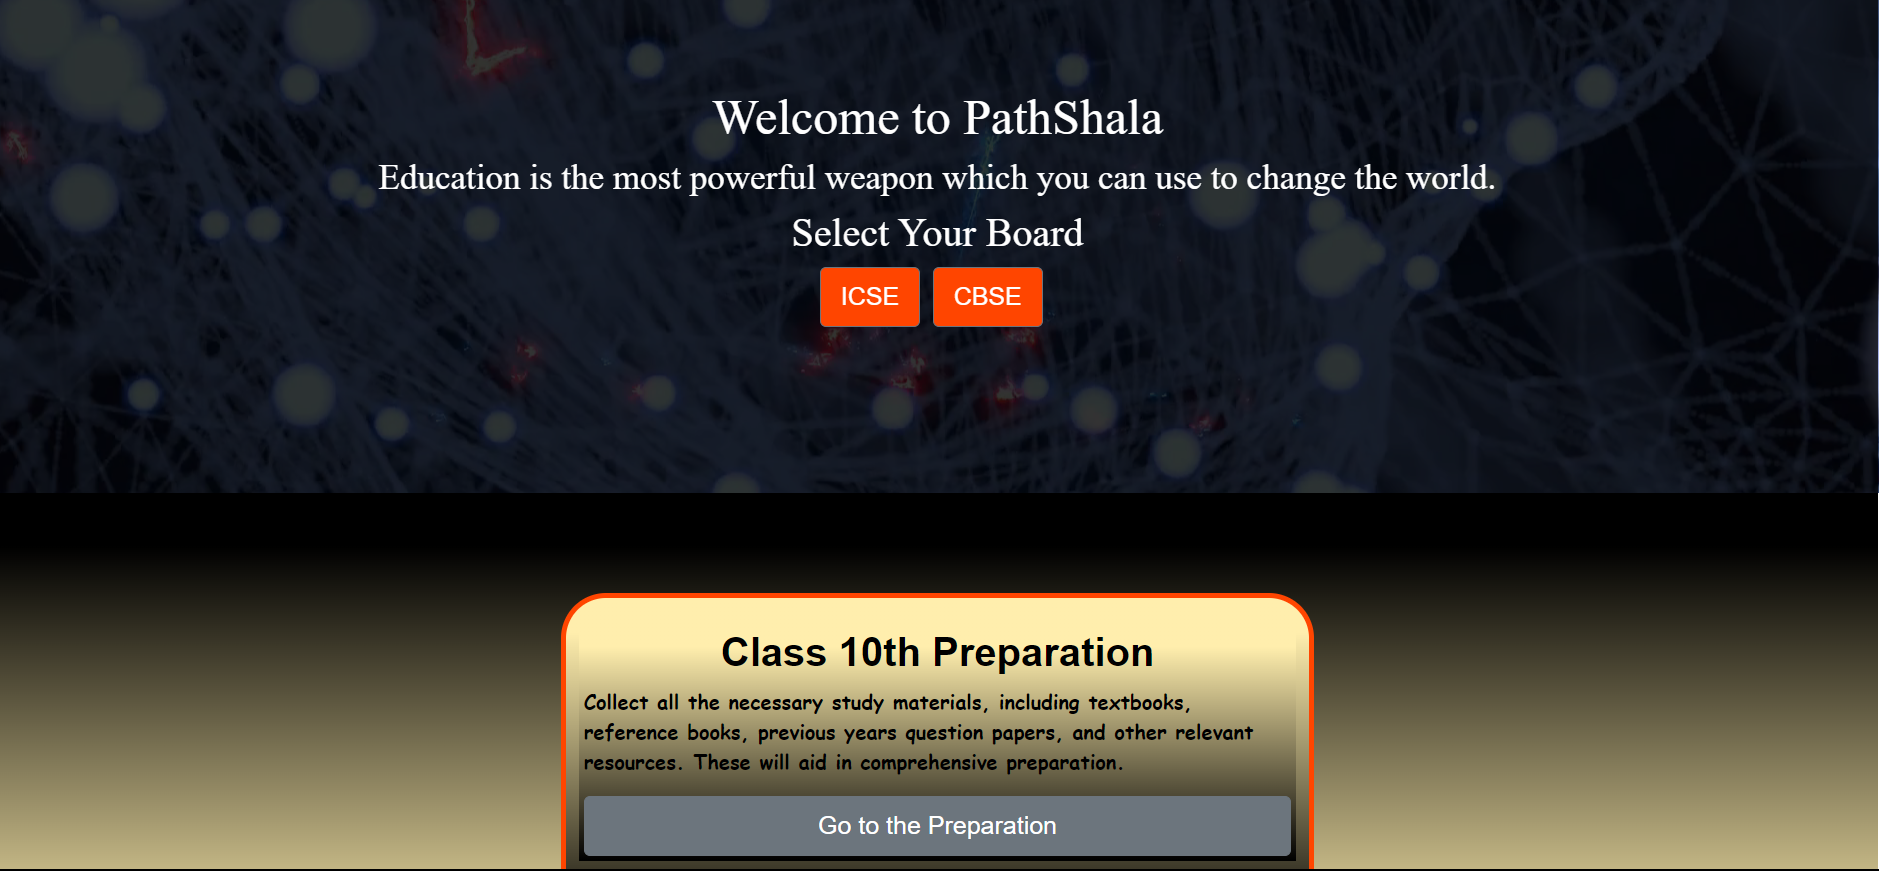 Welcome to PathShala
Education is the most powerful weapon which you can use to change the world.
Select Your Board
ICSE CBSE
Class 10th Preparation
Collect all the necessary study materials, including textbooks,
reference books, previous years question papers, and other relevant
resources. These will aid in comprehensive preparation.
Go to the Preparation